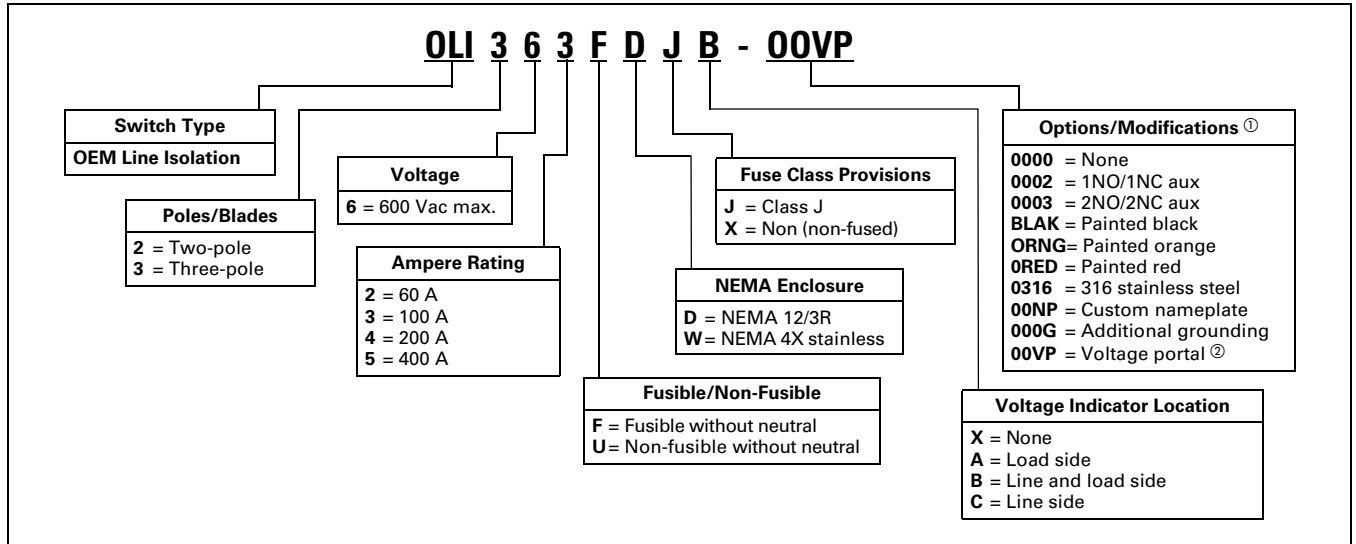 OLI 3 6 3 F D J B - 00VP
Switch Type
OEM Line Isolation
Poles/Blades
2 = Two-pole
3 = Three-pole
Voltage
6 = 600 Vac max.
Ampere Rating
2 = 60 A
3 = 100 A
4 = 200 A
5 = 400 A
Fusible/Non-Fusible
F = Fusible without neutral
U= Non-fusible without neutral
NEMA Enclosure
D = NEMA 12/3R
W= NEMA 4X stainless
Fuse Class Provisions
J = Class J
X = Non (non-fused)
Voltage Indicator Location
X = None
A = Load side
B = Line and load side
C = Line side
Options/Modifications ①
0000 = None
0002 = 1NO/1NC aux
0003 = 2NO/2NC aux
BLAK = Painted black
ORNG= Painted orange
0RED = Painted red
0316 = 316 stainless steel
00NP = Custom nameplate
000G = Additional grounding
00VP = Voltage portal ②